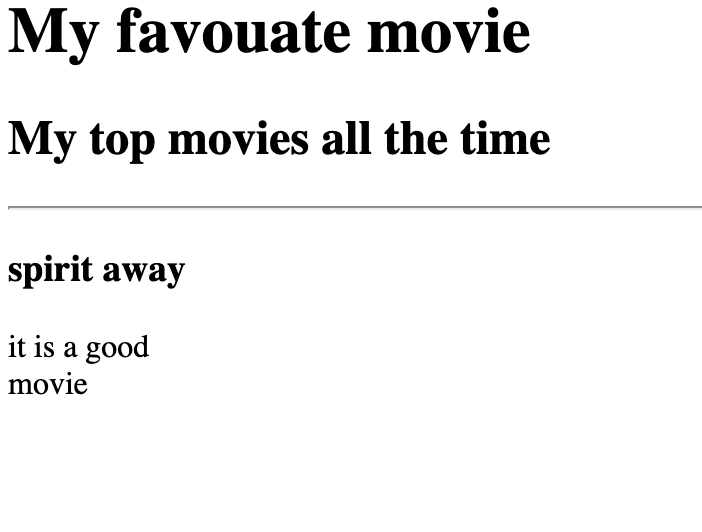 My favouate movie
My top movies all the time
spirit away
it is a good
movie